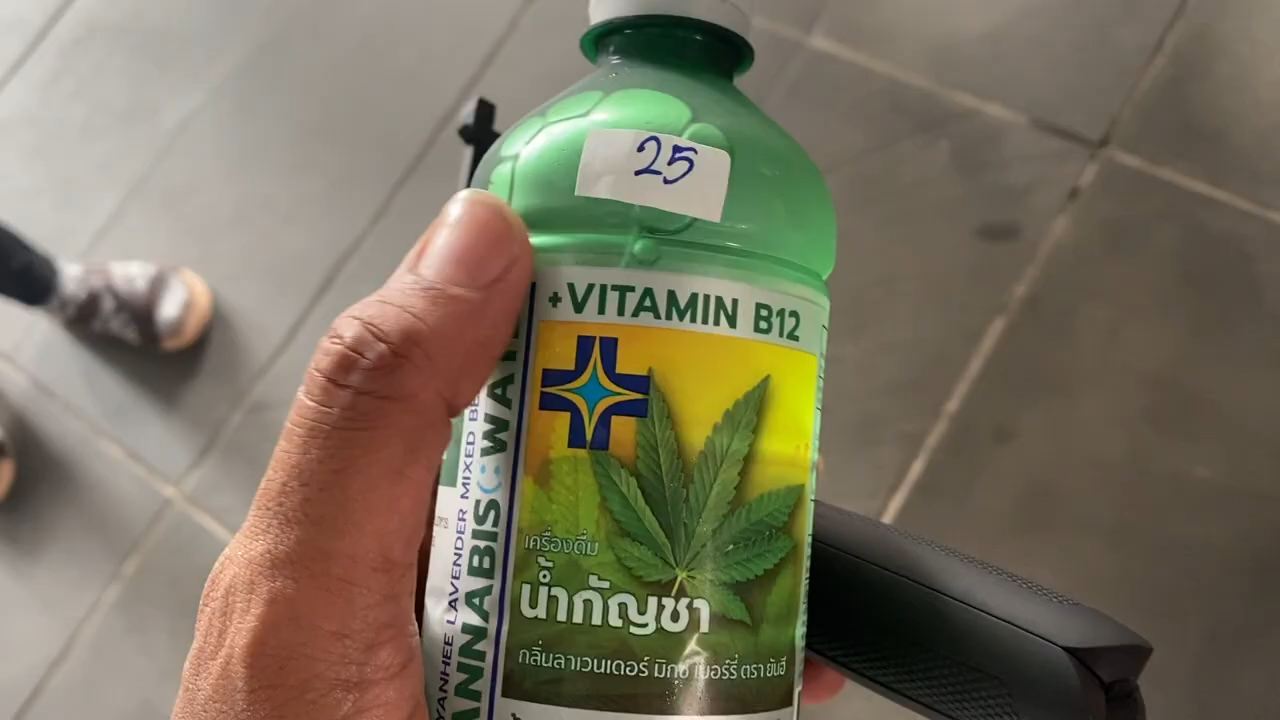 25
+VITAMIN B12
เครื่องดื่ม
น้ำกัญชา
กลิ่นลาเวนเดอร์ มิกซ์ เบอร์รี่ ตรา ยันฮี
YANHEE LAVENDER MIXED
CANNABIS WAT